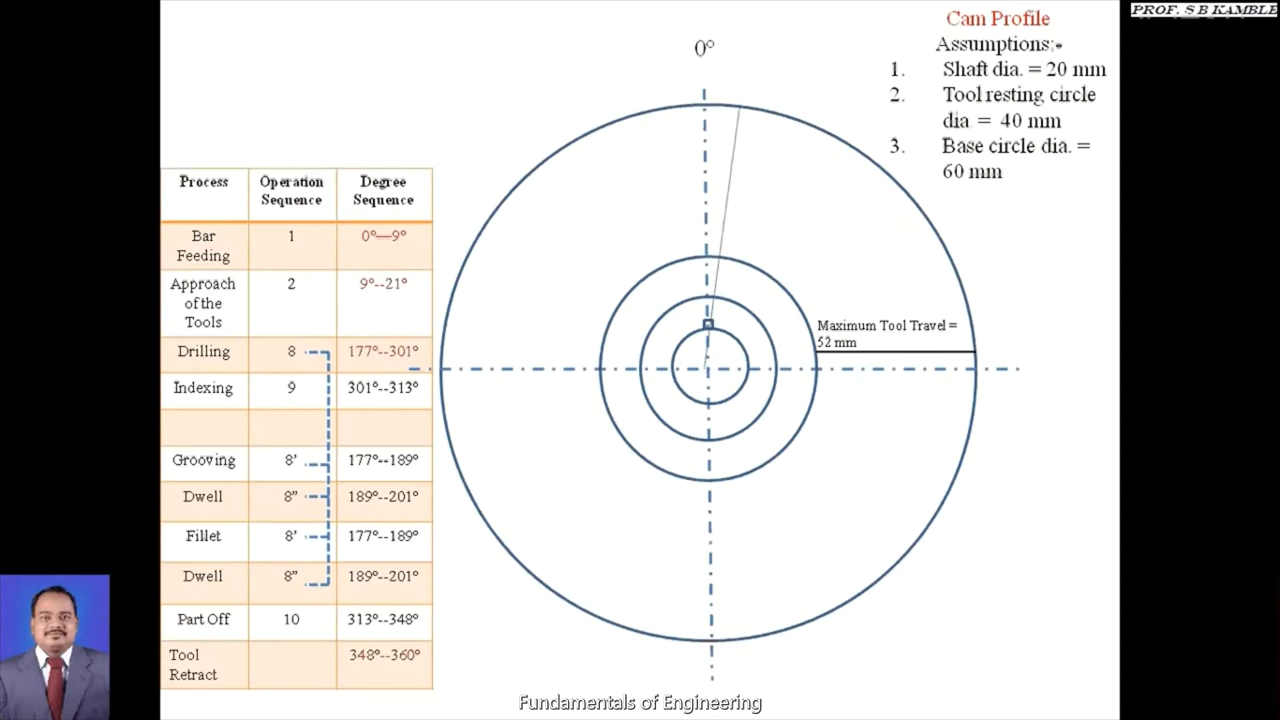 PROF. S B KAMBLE
Cam Profile
Assumptions:-
1. Shaft dia. = 20 mm
2. Tool resting circle
dia = 40 mm
3. Base circle dia. =
60 mm
0°
Process Operation Sequence Degree Sequence
Bar Feeding 1 0°—9°
Approach of the Tools 2 9°--21°
Drilling 8 177°--301°
Indexing 9 301°--313°
Grooving 8' 177°--189°
Dwell 8" 189°--201°
Fillet 8' 177°--189°
Dwell 8" 189°--201°
Part Off 10 313°--348°
Tool Retract 348°--360°
Maximum Tool Travel =
52 mm
Fundamentals of Engineering